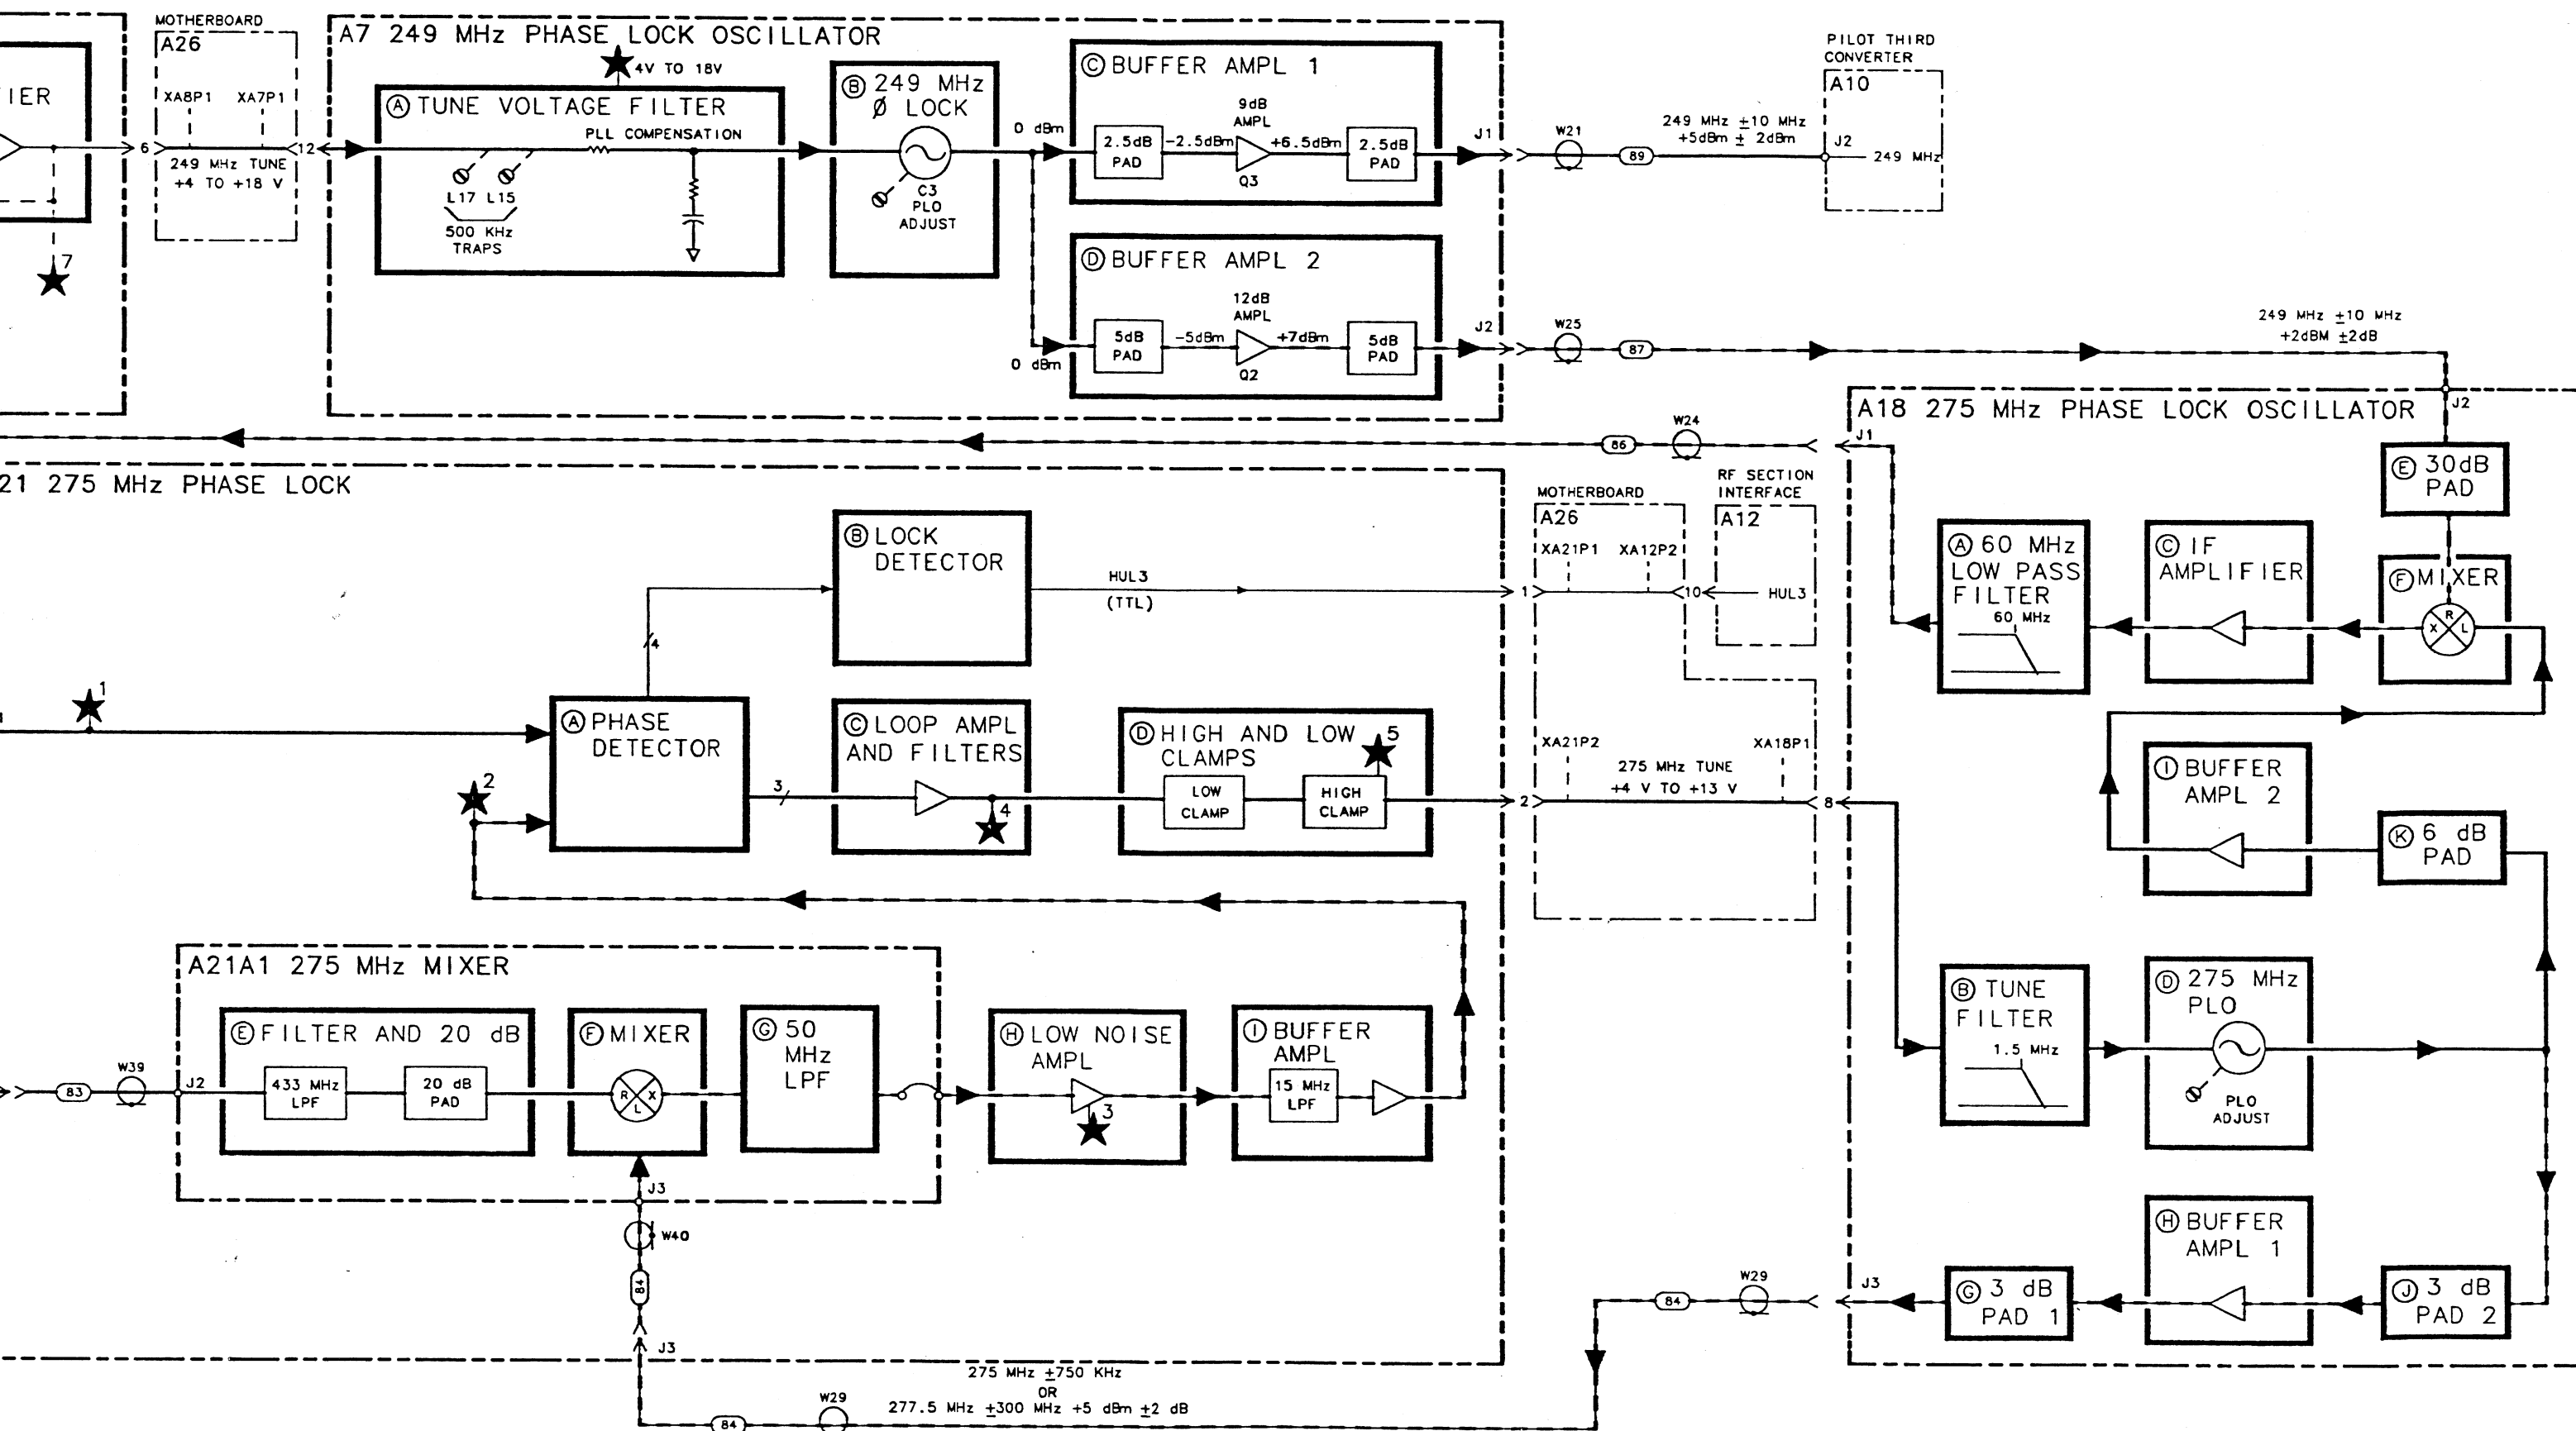 IER
7
MOTHERBOARD
A26
XA8P1 XA7P1
6
12
249 MHz TUNE
+4 TO +18 V
A7 249 MHz PHASE LOCK OSCILLATOR
4V TO 18V
A TUNE VOLTAGE FILTER
PLL COMPENSATION
L17 L15
500 KHz
TRAPS
B 249 MHz
Ø LOCK
C3
PLO
ADJUST
0 dBm
0 dBm
C BUFFER AMPL 1
9dB
AMPL
2.5dB
PAD
-2.5dBm
+6.5dBm
2.5dB
PAD
Q3
J1
D BUFFER AMPL 2
12dB
AMPL
5dB
PAD
-5dBm
+7dBm
5dB
PAD
Q2
J2
W21
89
249 MHz ±10 MHz
+5dBm ± 2dBm
PILOT THIRD
CONVERTER
A10
J2
249 MHz
W25
87
249 MHz ±10 MHz
+2dBM ±2dB
W24
86
21 275 MHz PHASE LOCK
1
2
B LOCK
DETECTOR
4
HUL3
(TTL)
A PHASE
DETECTOR
3
C LOOP AMPL
AND FILTERS
4
D HIGH AND LOW
CLAMPS
5
LOW
CLAMP
HIGH
CLAMP
1
2
MOTHERBOARD
A26
XA21P1 XA12P2
10
RF SECTION
INTERFACE
A12
HUL3
XA21P2 XA18P1
275 MHz TUNE
+4 V TO +13 V
8
A21A1 275 MHz MIXER
83
W39
J2
E FILTER AND 20 dB
433 MHz
LPF
20 dB
PAD
F MIXER
R L X
G 50
MHz
LPF
H LOW NOISE
AMPL
3
I BUFFER
AMPL
15 MHz
LPF
J3
W40
84
J3
84
W29
275 MHz ±750 KHz
OR
277.5 MHz ±300 MHz +5 dBm ±2 dB
84
W29
A18 275 MHz PHASE LOCK OSCILLATOR
J1
J2
E 30dB
PAD
A 60 MHz
LOW PASS
FILTER
60 MHz
C IF
AMPLIFIER
F MIXER
X R L
I BUFFER
AMPL 2
K 6 dB
PAD
B TUNE
FILTER
1.5 MHz
D 275 MHz
PLO
PLO
ADJUST
H BUFFER
AMPL 1
J3
G 3 dB
PAD 1
J 3 dB
PAD 2